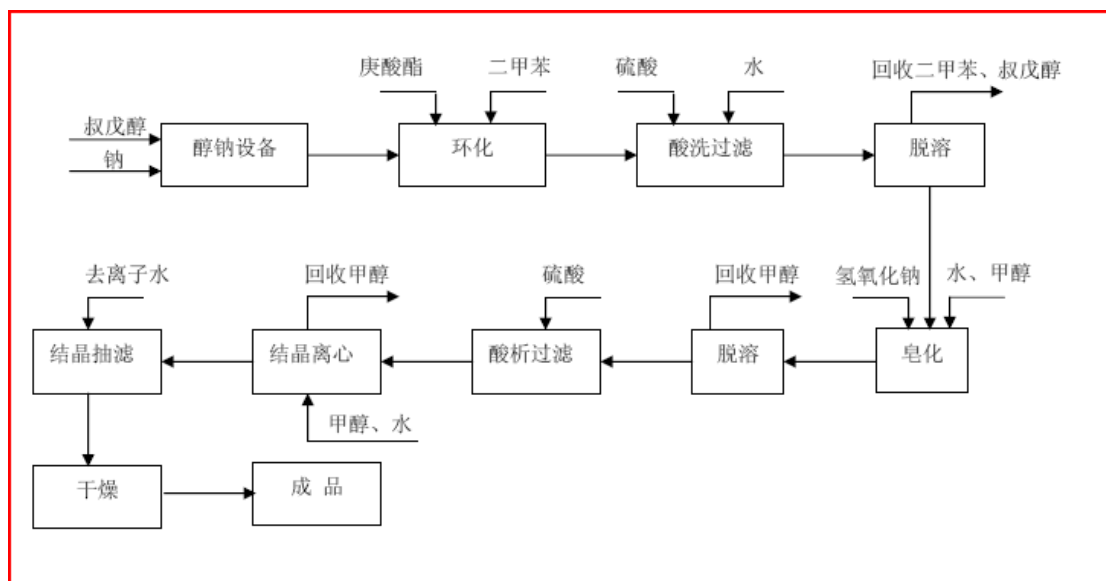 庚酸酯
二甲苯
硫酸
水
回收二甲苯、叔戊醇
叔戊醇
钠
醇钠设备
环化
酸洗过滤
脱溶
去离子水
回收甲醇
硫酸
回收甲醇
氢氧化钠
水、甲醇
结晶抽滤
结晶离心
酸析过滤
脱溶
皂化
甲醇、水
干燥
成 品